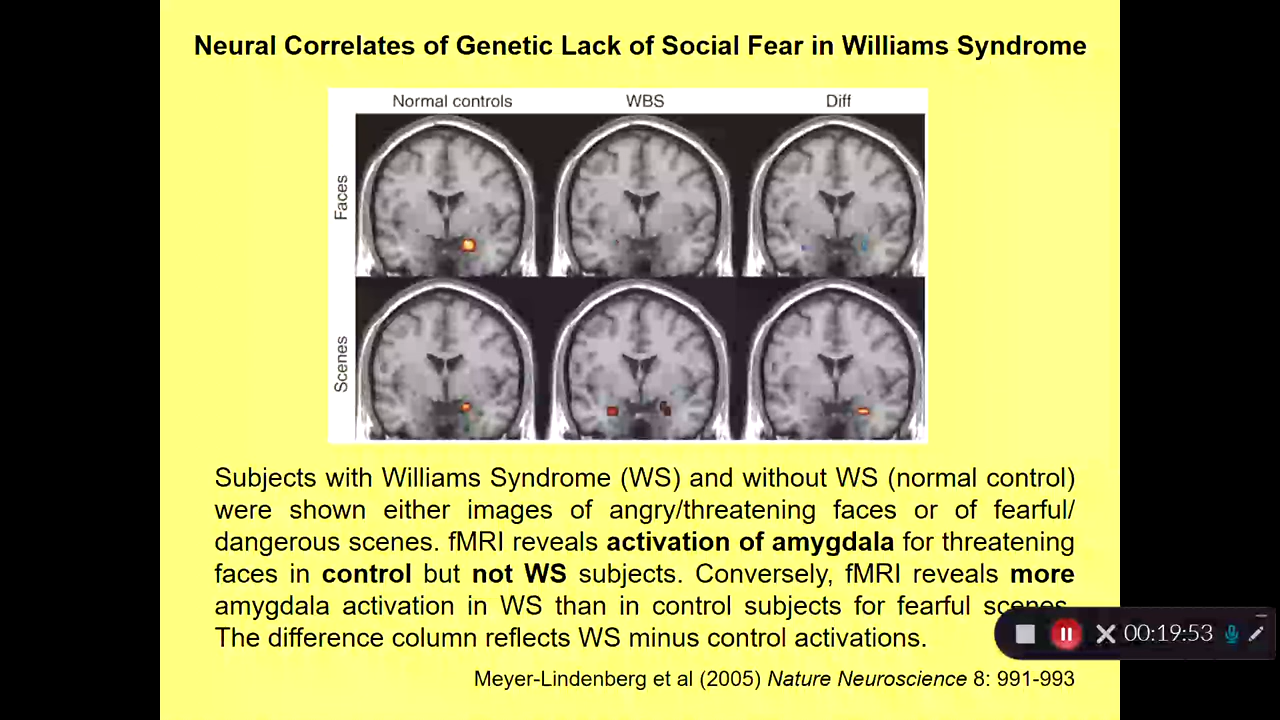 Neural Correlates of Genetic Lack of Social Fear in Williams Syndrome
Normal controls WBS Diff
Faces
Scenes
Subjects with Williams Syndrome (WS) and without WS (normal control)
were shown either images of angry/threatening faces or of fearful/
dangerous scenes. fMRI reveals activation of amygdala for threatening
faces in control but not WS subjects. Conversely, fMRI reveals more
amygdala activation in WS than in control subjects for fearful scenes.
The difference column reflects WS minus control activations.
00:19:53
Meyer-Lindenberg et al (2005) Nature Neuroscience 8: 991-993